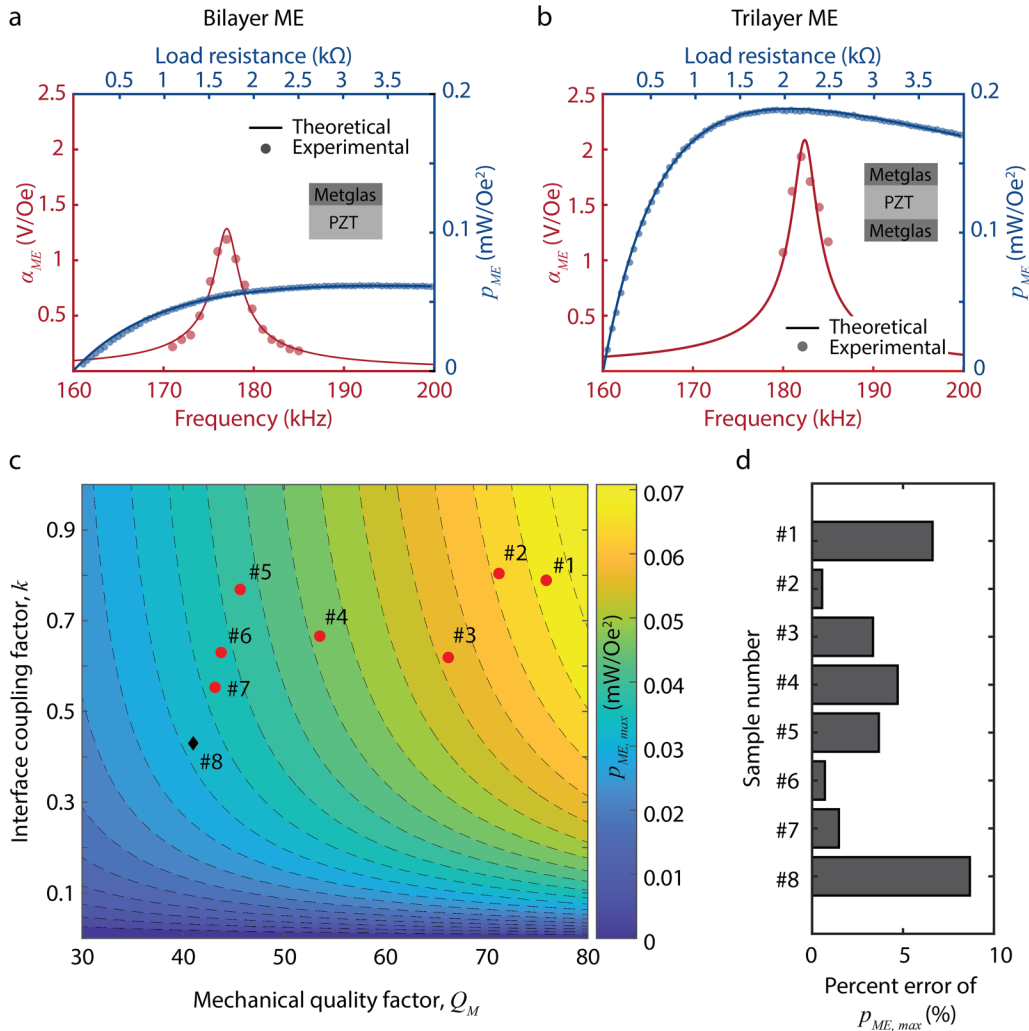 a
Bilayer ME
Load resistance (kΩ)
0.5 1 1.5 2 2.5 3 3.5
2.5
2
1.5
1
0.5
α_ME (V/Oe)
0.2
0.1
0
p_ME (mW/Oe²)
Theoretical
Experimental
Metglas
PZT
160 170 180 190 200
Frequency (kHz)
b
Trilayer ME
Load resistance (kΩ)
0.5 1 1.5 2 2.5 3 3.5
2.5
2
1.5
1
0.5
α_ME (V/Oe)
0.2
0.1
0
p_ME (mW/Oe²)
Metglas
PZT
Metglas
Theoretical
Experimental
160 170 180 190 200
Frequency (kHz)
c
Interface coupling factor, k
0.9
0.7
0.5
0.3
0.1
#1
#2
#3
#4
#5
#6
#7
#8
30 40 50 60 70 80
Mechanical quality factor, Q_M
p_ME, max (mW/Oe²)
0.07
0.06
0.05
0.04
0.03
0.02
0.01
0
d
Sample number
#1
#2
#3
#4
#5
#6
#7
#8
0 5 10
Percent error of
p_ME, max (%)